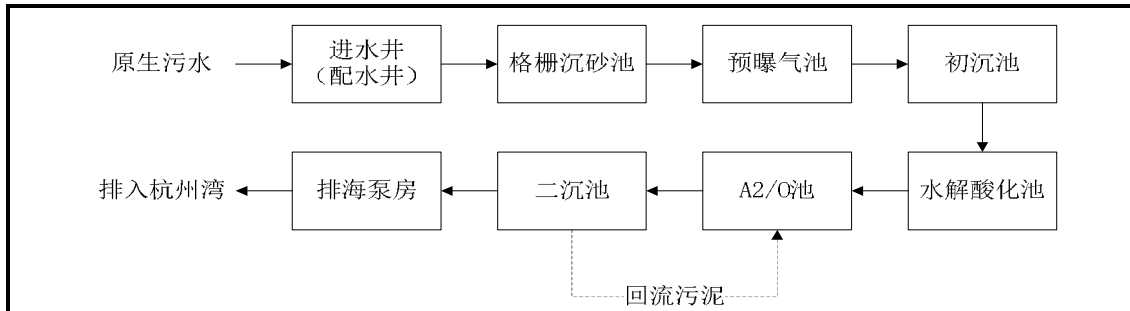 原生污水
进水井
（配水井）
格栅沉砂池
预曝气池
初沉池
排入杭州湾
排海泵房
二沉池
A2/O池
水解酸化池
回流污泥